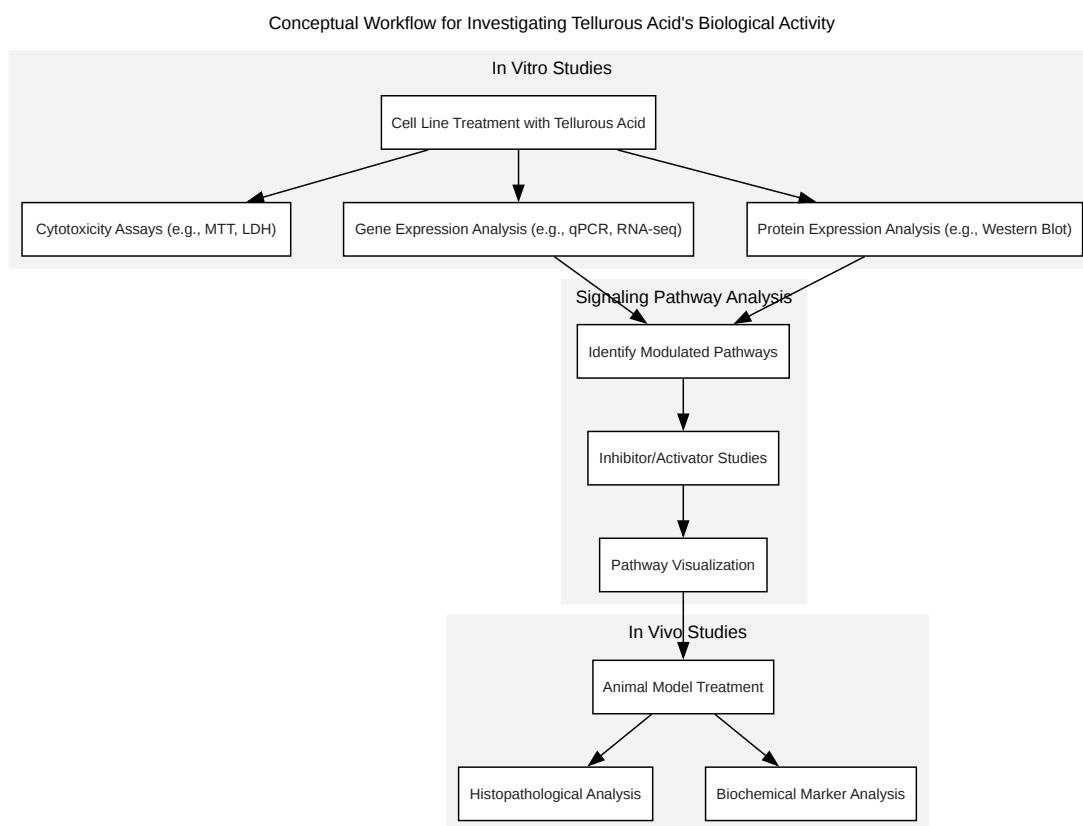 Conceptual Workflow for Investigating Tellurous Acid's Biological Activity
In Vitro Studies
Cell Line Treatment with Tellurous Acid
Cytotoxicity Assays (e.g., MTT, LDH)
Gene Expression Analysis (e.g., qPCR, RNA-seq)
Protein Expression Analysis (e.g., Western Blot)
Signaling Pathway Analysis
Identify Modulated Pathways
Inhibitor/Activator Studies
Pathway Visualization
In Vivo Studies
Animal Model Treatment
Histopathological Analysis
Biochemical Marker Analysis